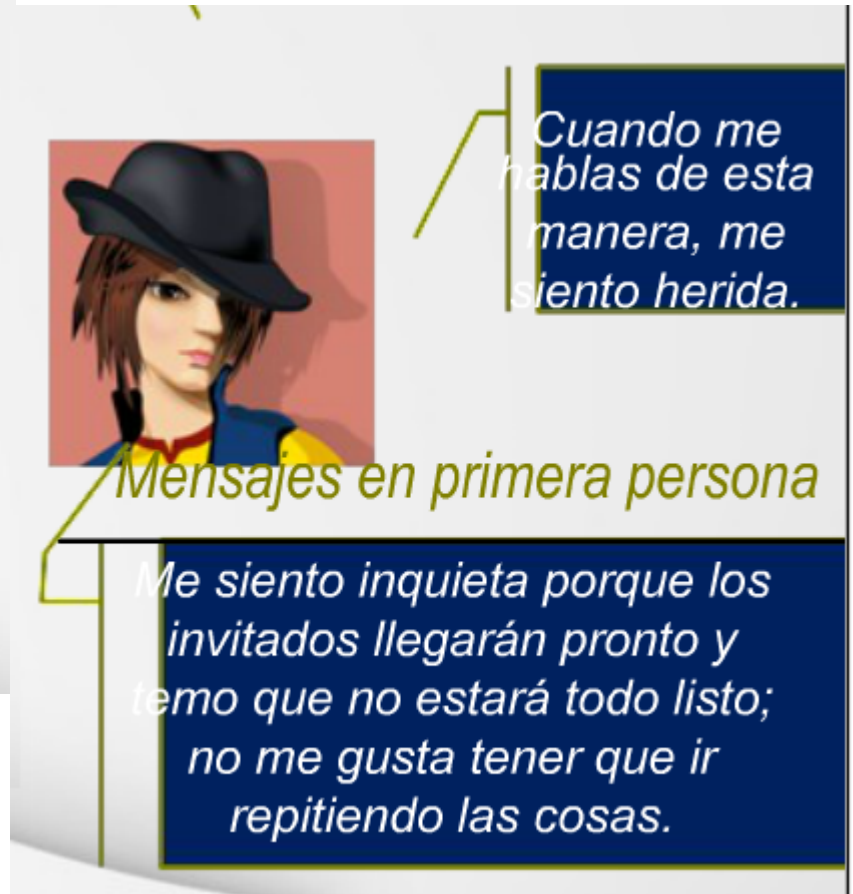 Cuando me
hablas de esta
manera, me
siento herida.
Mensajes en primera persona
Me siento inquieta porque los
invitados llegarán pronto y
temo que no estará todo listo;
no me gusta tener que ir
repitiendo las cosas.